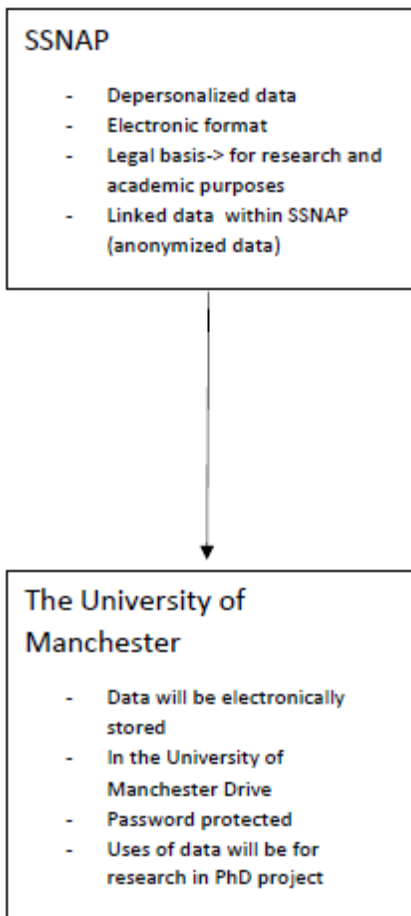 SSNAP
- Depersonalized data
- Electronic format
- Legal basis-> for research and
academic purposes
- Linked data within SSNAP
(anonymized data)
The University of
Manchester
- Data will be electronically
stored
- In the University of
Manchester Drive
- Password protected
- Uses of data will be for
research in PhD project